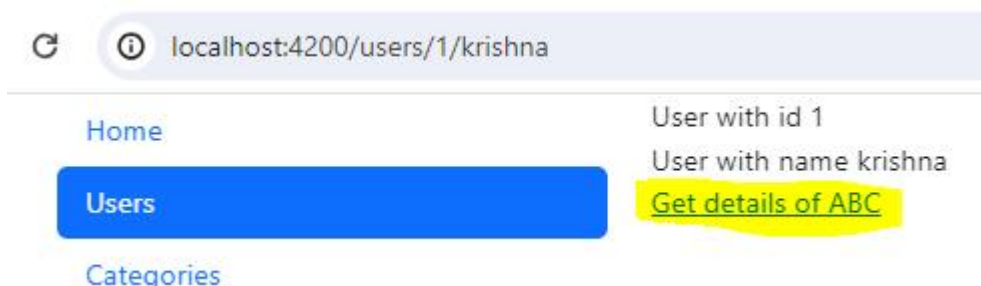 localhost:4200/users/1/krishna
Home
Users
Categories
User with id 1
User with name krishna
Get details of ABC